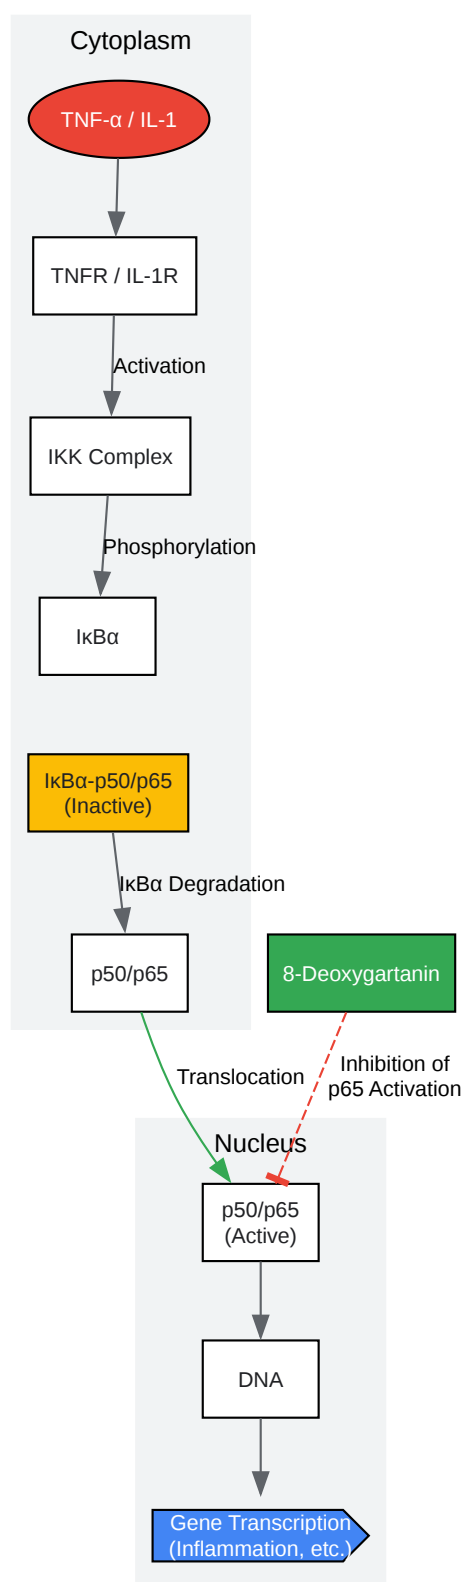 Cytoplasm
TNF-α / IL-1
TNFR / IL-1R
Activation
IKK Complex
Phosphorylation
IκBα
IκBα-p50/p65
(Inactive)
IκBα Degradation
p50/p65
8-Deoxygartanin
Translocation
Inhibition of
p65 Activation
Nucleus
p50/p65
(Active)
DNA
Gene Transcription
(Inflammation, etc.)